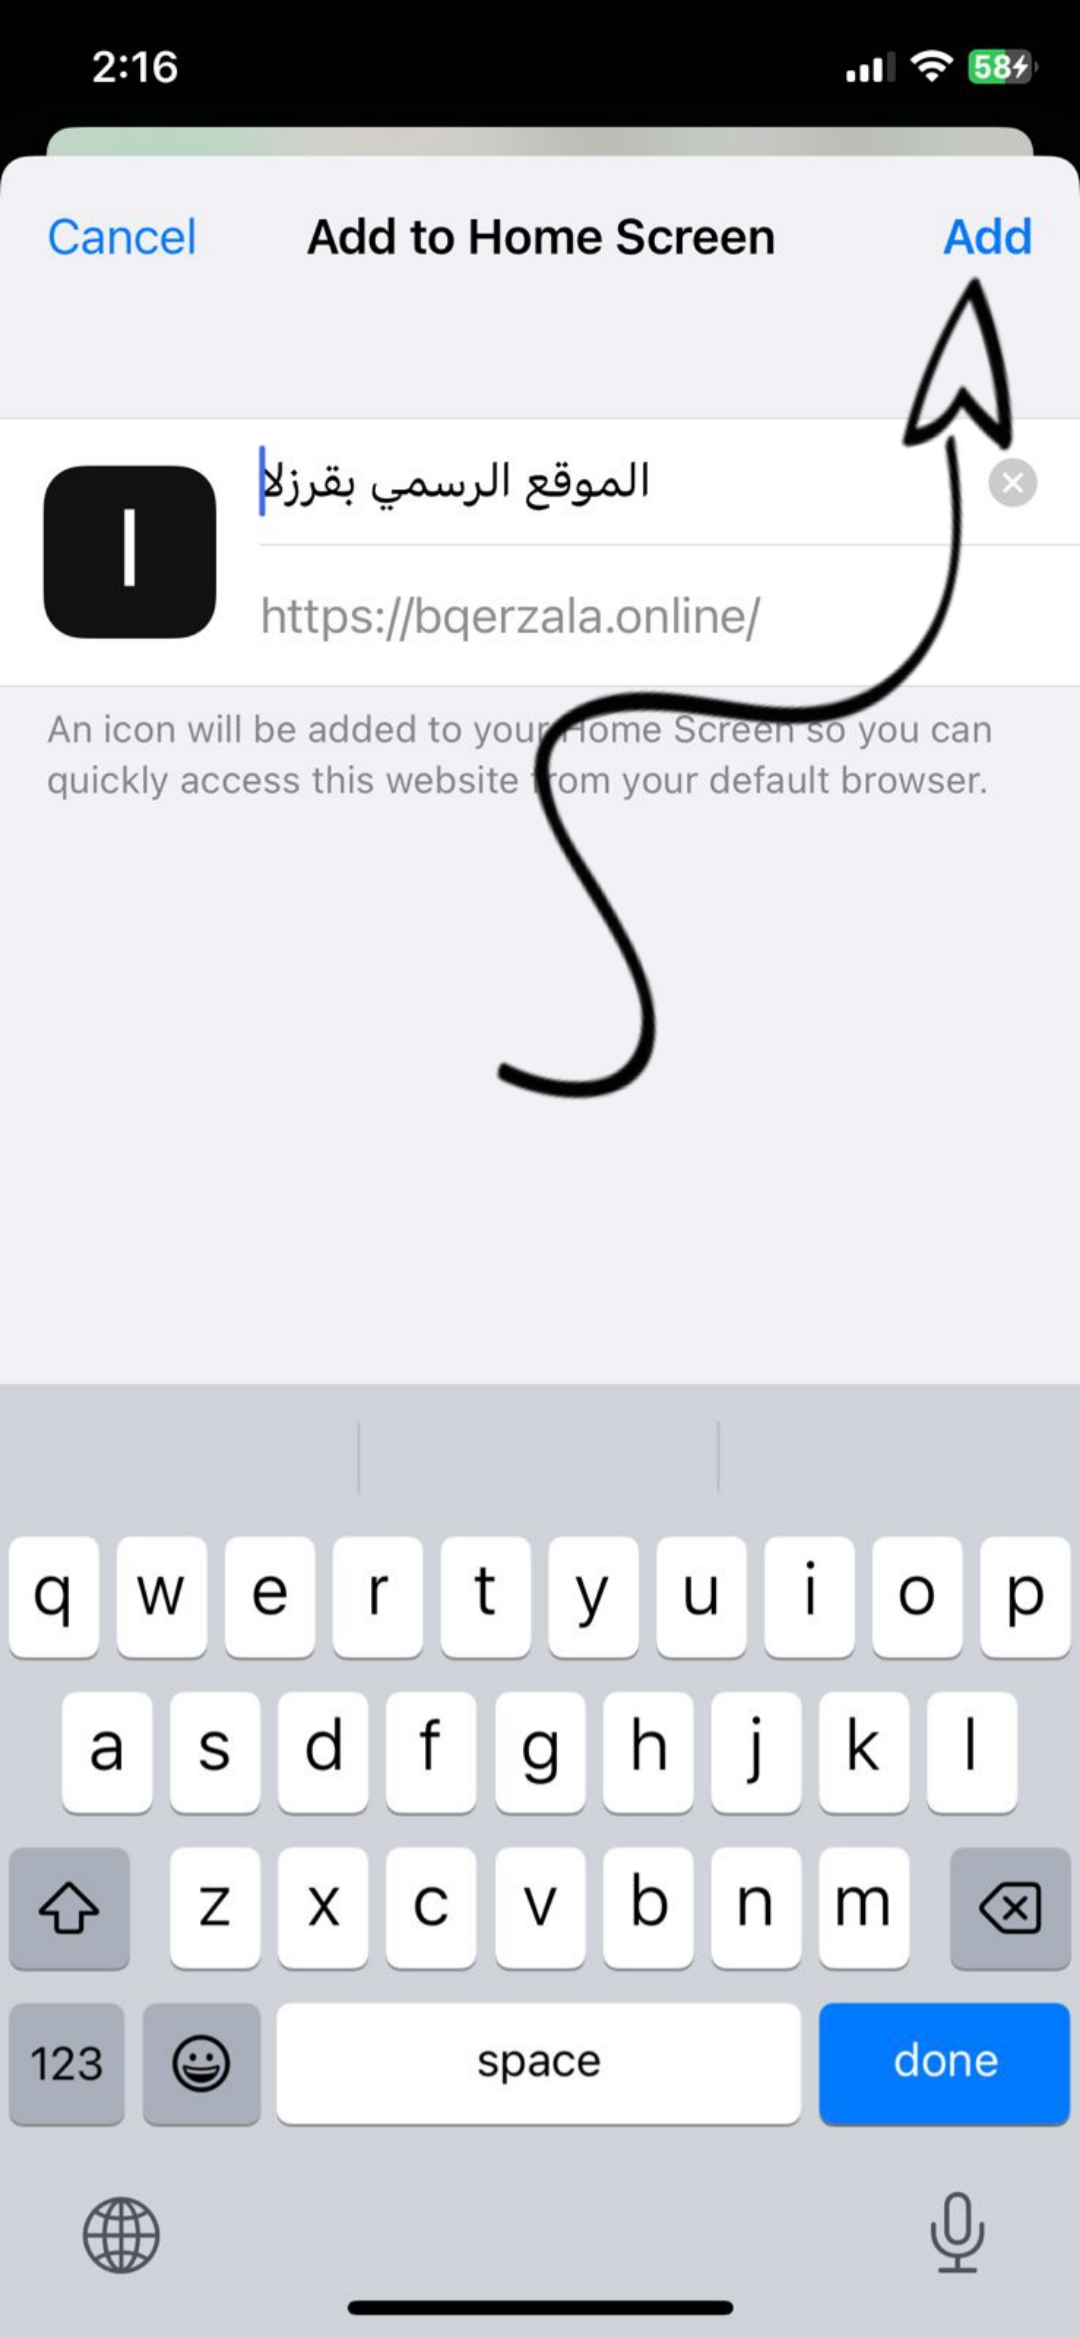 2:16
58
Cancel
Add to Home Screen
Add
ا
الموقع الرسمي بقرزلا
https://bqerzala.online/
An icon will be added to your Home Screen so you can
quickly access this website from your default browser.
q w e r t y u i o p
a s d f g h j k l
z x c v b n m
123
space
done